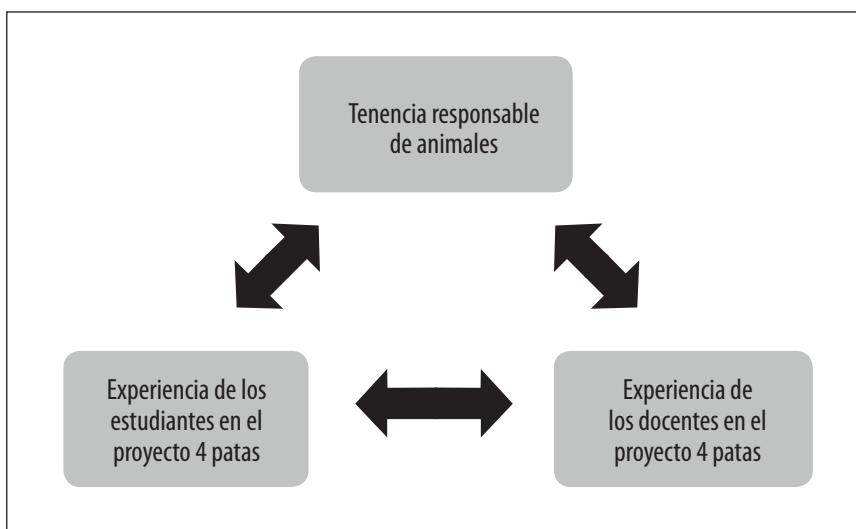 Tenencia responsable
de animales
Experiencia de los
estudiantes en el
proyecto 4 patas
Experiencia de
los docentes en el
proyecto 4 patas